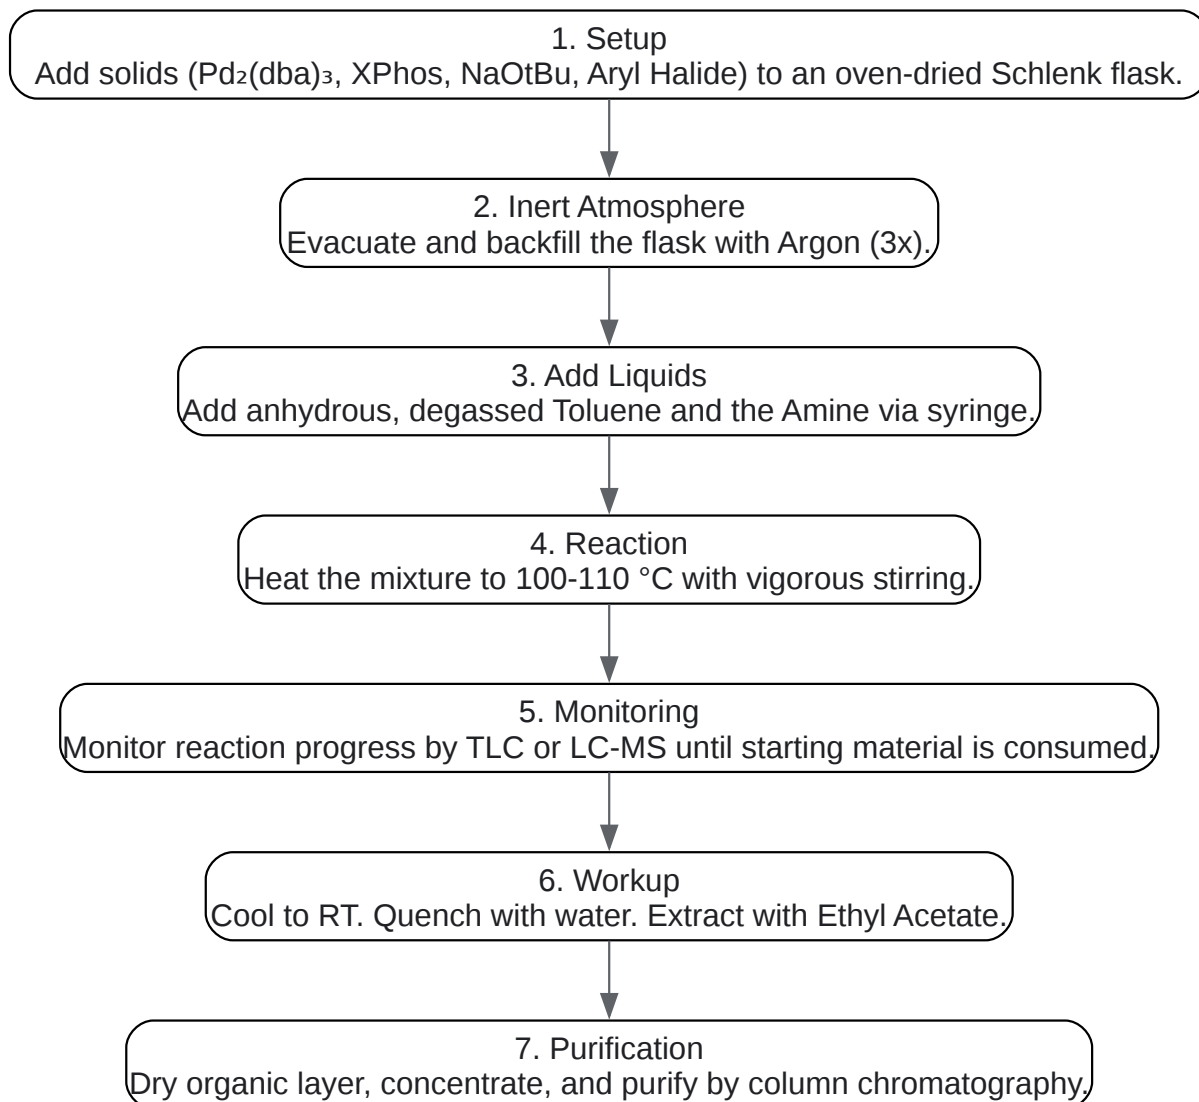 1. Setup
Add solids (Pd₂(dba)₃, XPhos, NaOtBu, Aryl Halide) to an oven-dried Schlenk flask.
2. Inert Atmosphere
Evacuate and backfill the flask with Argon (3x).
3. Add Liquids
Add anhydrous, degassed Toluene and the Amine via syringe.
4. Reaction
Heat the mixture to 100-110 °C with vigorous stirring.
5. Monitoring
Monitor reaction progress by TLC or LC-MS until starting material is consumed.
6. Workup
Cool to RT. Quench with water. Extract with Ethyl Acetate.
7. Purification
Dry organic layer, concentrate, and purify by column chromatography.